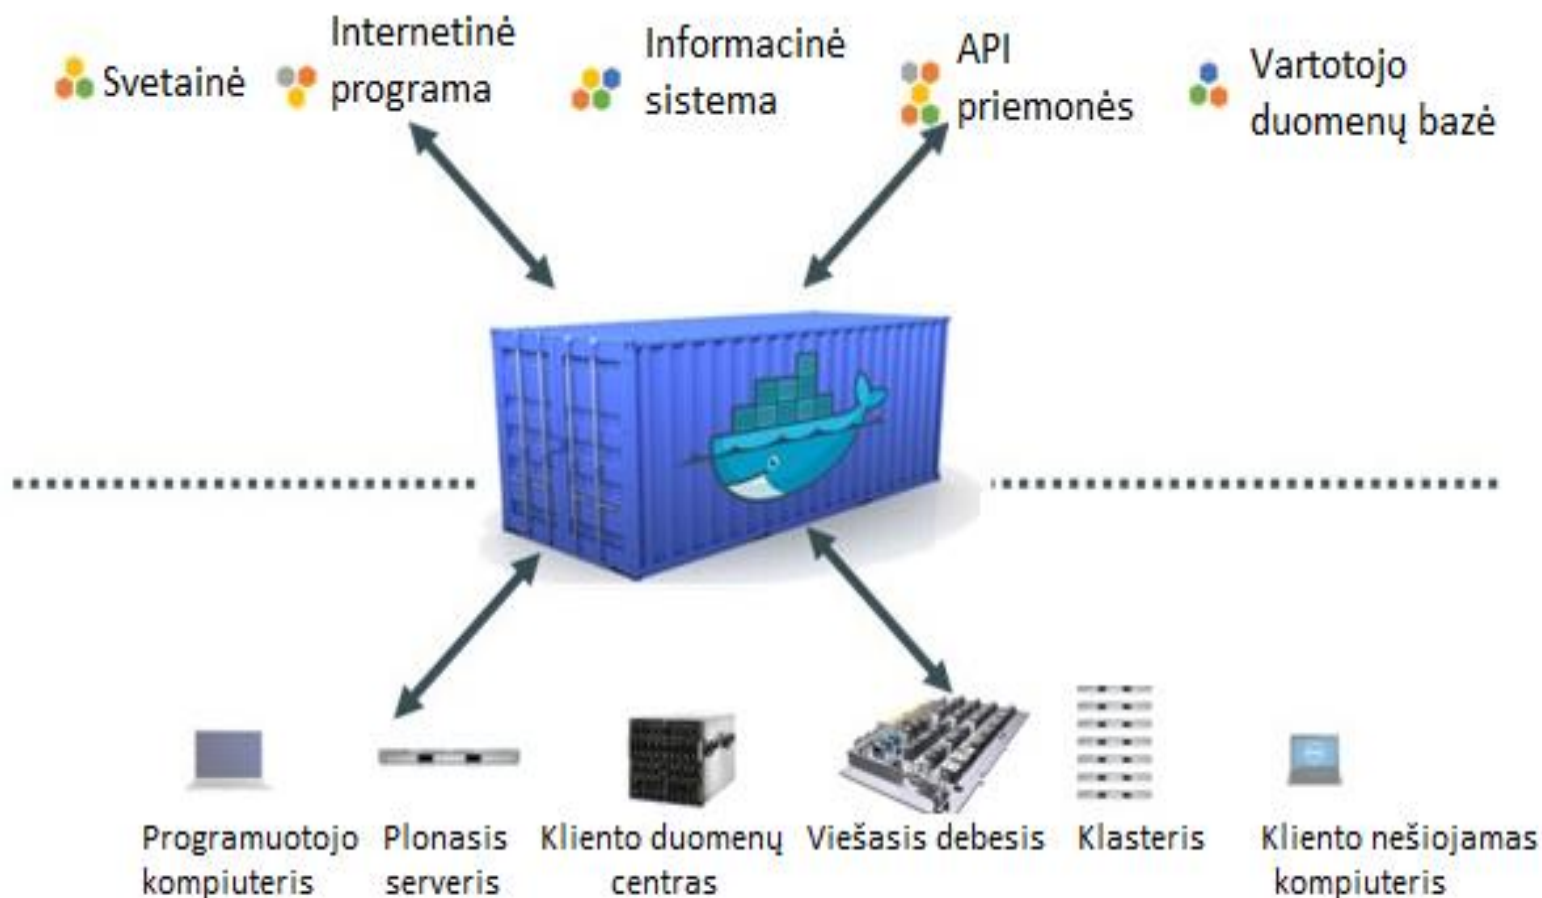 Svetainė
Internetinė
programa
Informacinė
sistema
API
priemonės
Vartotojo
duomenų bazė
Programuotojo
kompiuteris
Plonasis
serveris
Kliento duomenų
centras
Viešasis debesis
Klasteris
Kliento nešiojamas
kompiuteris